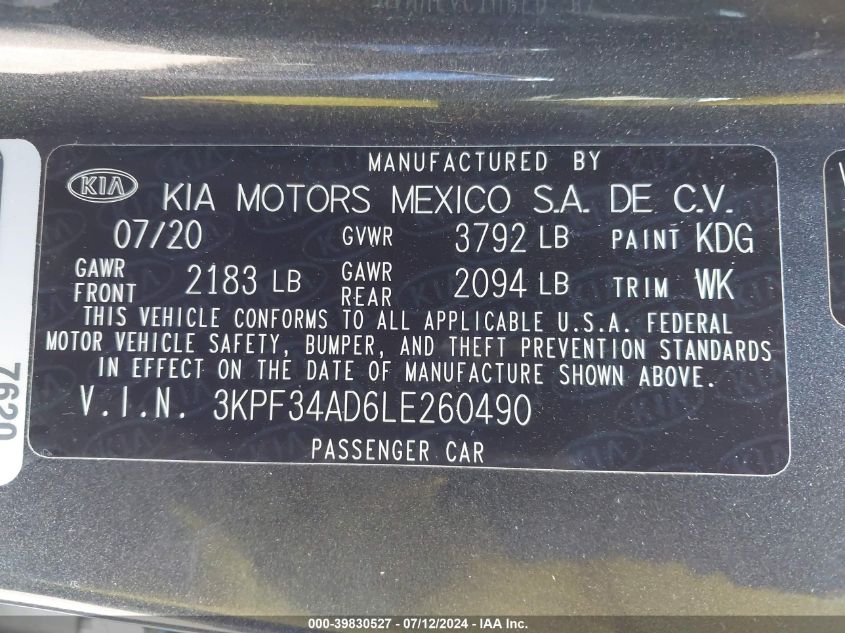 MANUFACTURED BY
KIA KIA MOTORS MEXICO S.A. DE C.V.
07/20 GVWR 3792 LB PAINT KDG
GAWR FRONT 2183 LB GAWR REAR 2094 LB TRIM WK
THIS VEHICLE CONFORMS TO ALL APPLICABLE U.S.A. FEDERAL
MOTOR VEHICLE SAFETY, BUMPER, AND THEFT PREVENTION STANDARDS
IN EFFECT ON THE DATE OF MANUFACTURE SHOWN ABOVE.
V.I.N. 3KPF34AD6LE260490
PASSENGER CAR
7620
000-39830527 - 07/12/2024 - IAAI.com